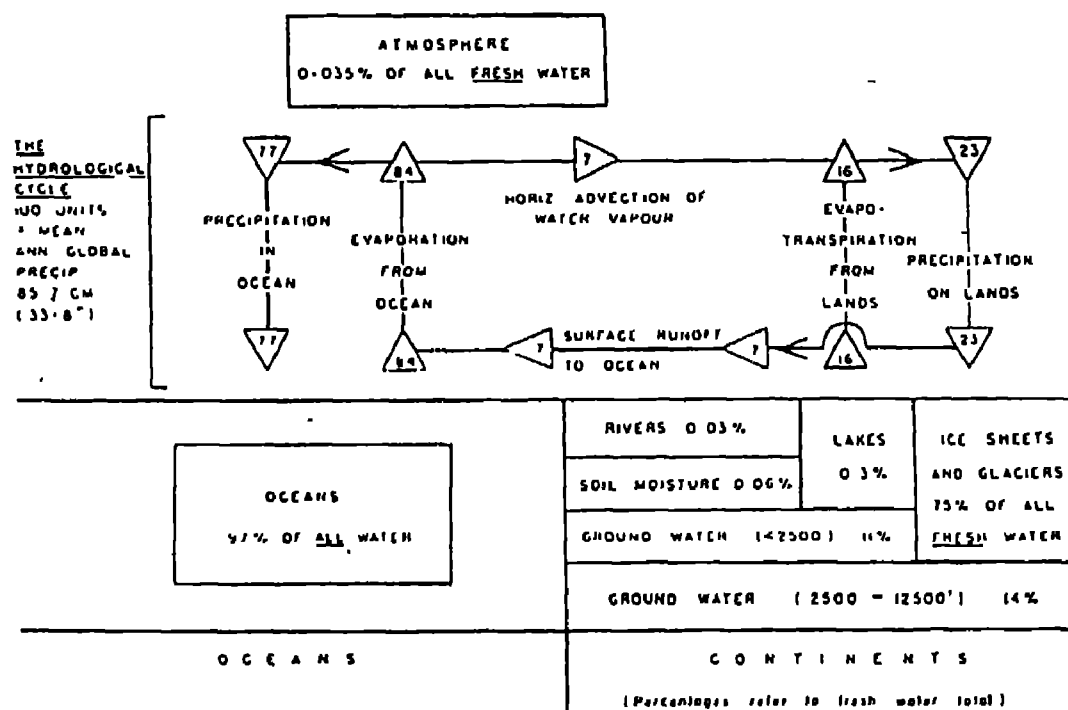 ATMOSPHERE
0.035% OF ALL FRESH WATER
THE
HYDROLOGICAL
CYCLE
100 UNITS
= MEAN
ANN GLOBAL
PRECIP
85.7 CM
(33.8")
77
84
7
16
23
HORIZ ADVECTION OF
WATER VAPOUR
PRECIPITATION
IN
OCEAN
EVAPORATION
FROM
OCEAN
EVAPO-
TRANSPIRATION
FROM
LANDS
PRECIPITATION
ON LANDS
77
84
7
SURFACE RUNOFF
TO OCEAN
7
16
23
OCEANS
97% OF ALL WATER
RIVERS 0.03%
SOIL MOISTURE 0.06%
LAKES
0.3%
GROUND WATER (<2500) 11%
ICE SHEETS
AND GLACIERS
75% OF ALL
FRESH WATER
GROUND WATER (2500 - 12500') 14%
OCEANS
CONTINENTS
(Percentages refer to fresh water total)